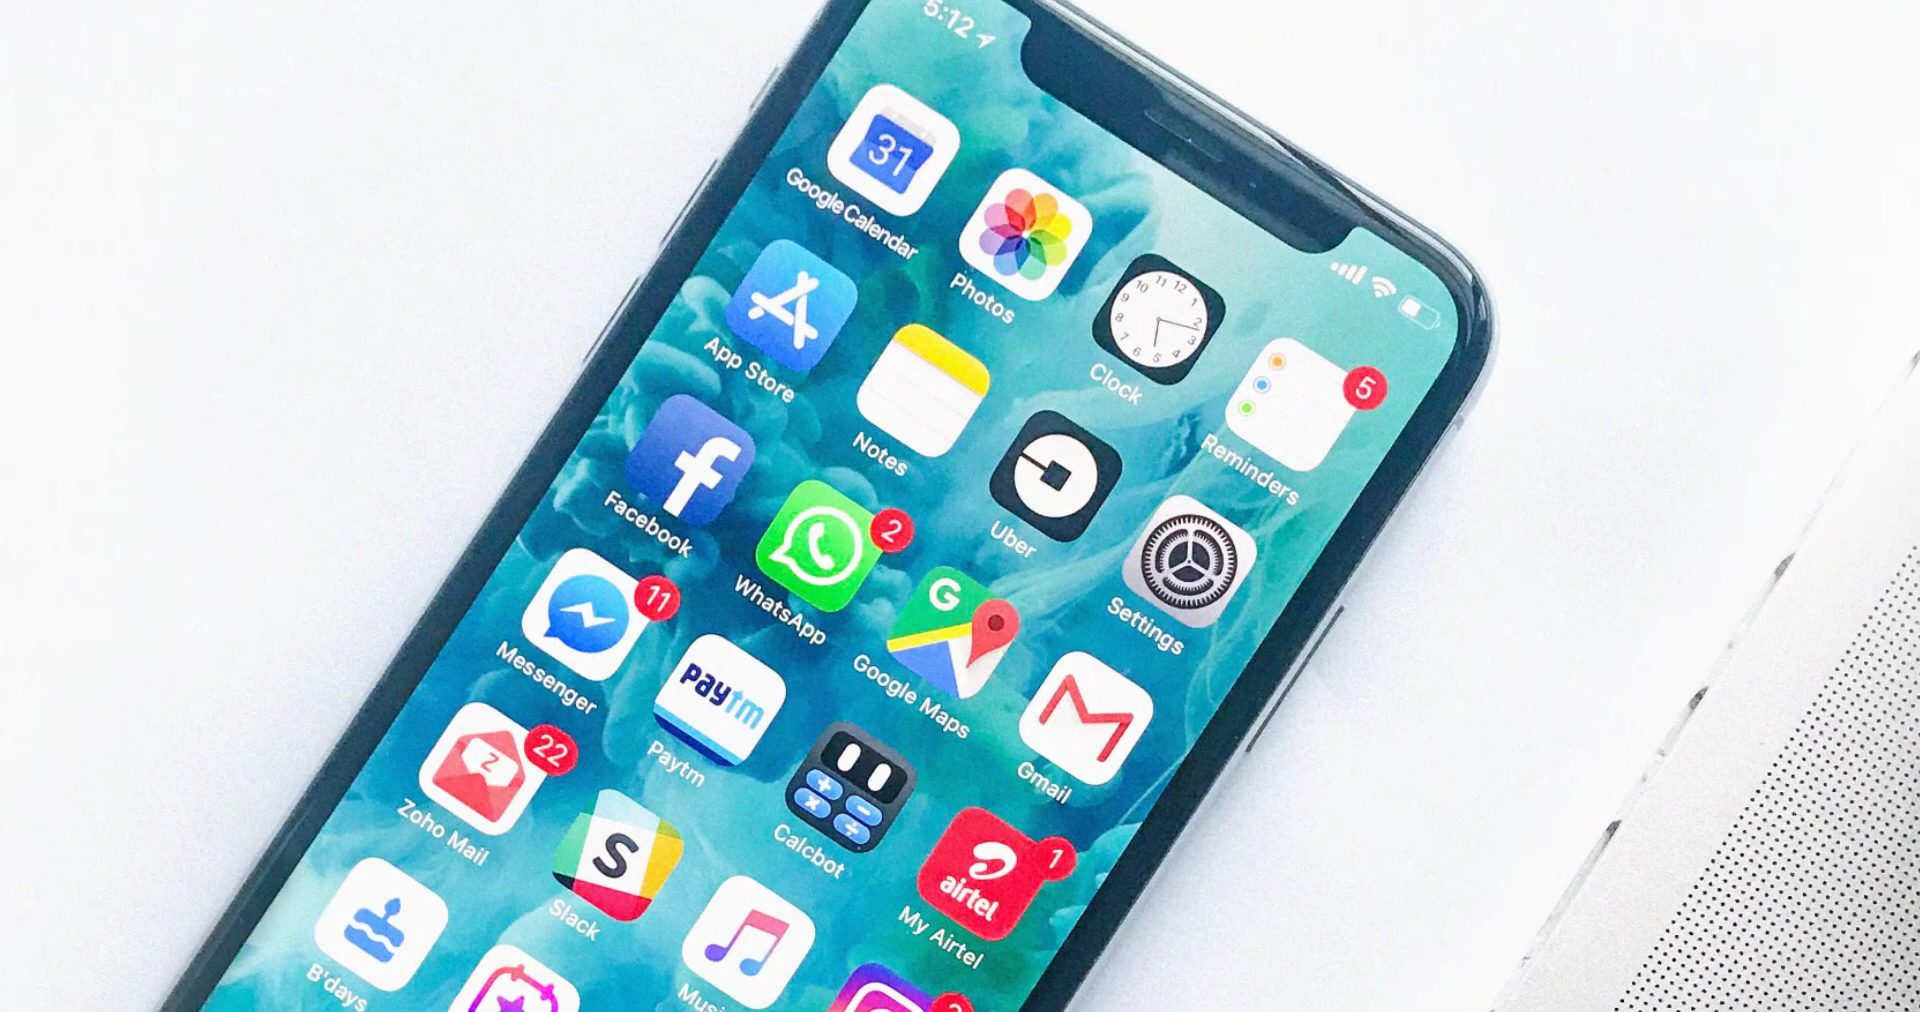 5:12
31
Google Calendar
Photos
Clock
5
Reminders
App Store
Notes
Uber
Settings
Facebook
2
WhatsApp
G
Google Maps
Gmail
11
Messenger
Paytm
Paytm
Calcbot
1
airtel
My Airtel
22
Z
Zoho Mail
S
Slack
B'days